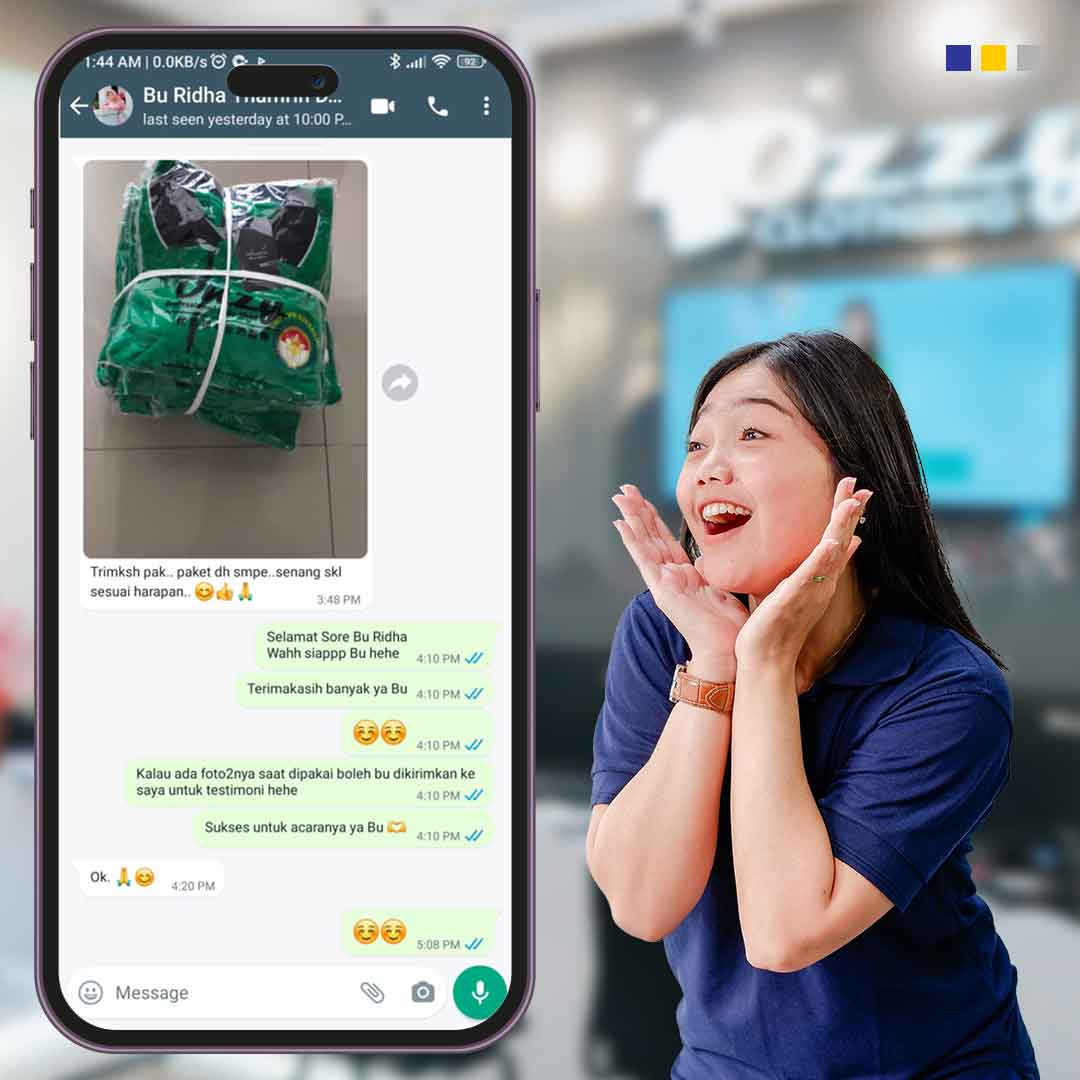 1:44 AM | 0.0KB/s
92
Bu Ridha Thamrin D...
last seen yesterday at 10:00 P...
Ozzy
Ozzy
CLOTHING
Trimksh pak.. paket dh smpe..senang skl
sesuai harapan.. 😊👍🙏
3:48 PM
Selamat Sore Bu Ridha
Wahh siappp Bu hehe 4:10 PM
Terimakasih banyak ya Bu 4:10 PM
☺️☺️ 4:10 PM
Kalau ada foto2nya saat dipakai boleh bu dikirimkan ke
saya untuk testimoni hehe 4:10 PM
Sukses untuk acaranya ya Bu 🫶 4:10 PM
Ok. 🙏😊 4:20 PM
☺️☺️ 5:08 PM
Message